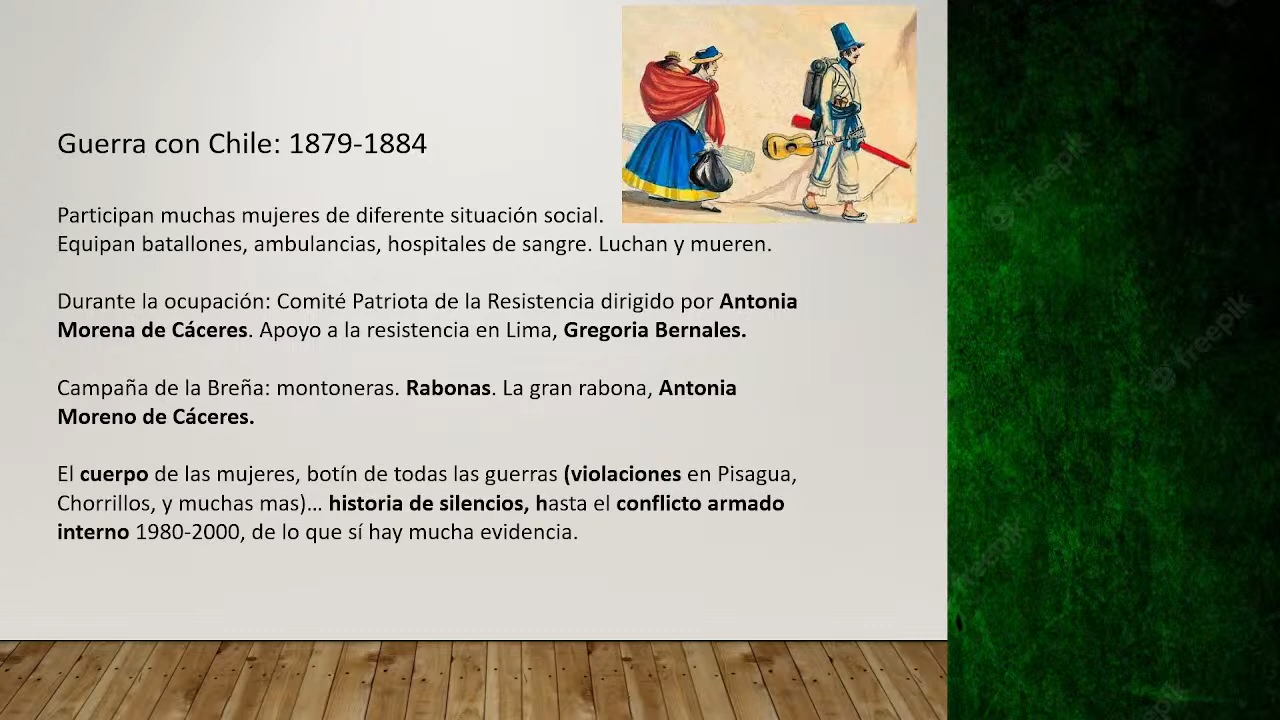 Guerra con Chile: 1879-1884
Participan muchas mujeres de diferente situación social.
Equipan batallones, ambulancias, hospitales de sangre. Luchan y mueren.
Durante la ocupación: Comité Patriota de la Resistencia dirigido por Antonia
Morena de Cáceres. Apoyo a la resistencia en Lima, Gregoria Bernales.
Campaña de la Breña: montoneras. Rabonas. La gran rabona, Antonia
Moreno de Cáceres.
El cuerpo de las mujeres, botín de todas las guerras (violaciones en Pisagua,
Chorrillos, y muchas mas)... historia de silencios, hasta el conflicto armado
interno 1980-2000, de lo que sí hay mucha evidencia.
freepik
freepik
freepik